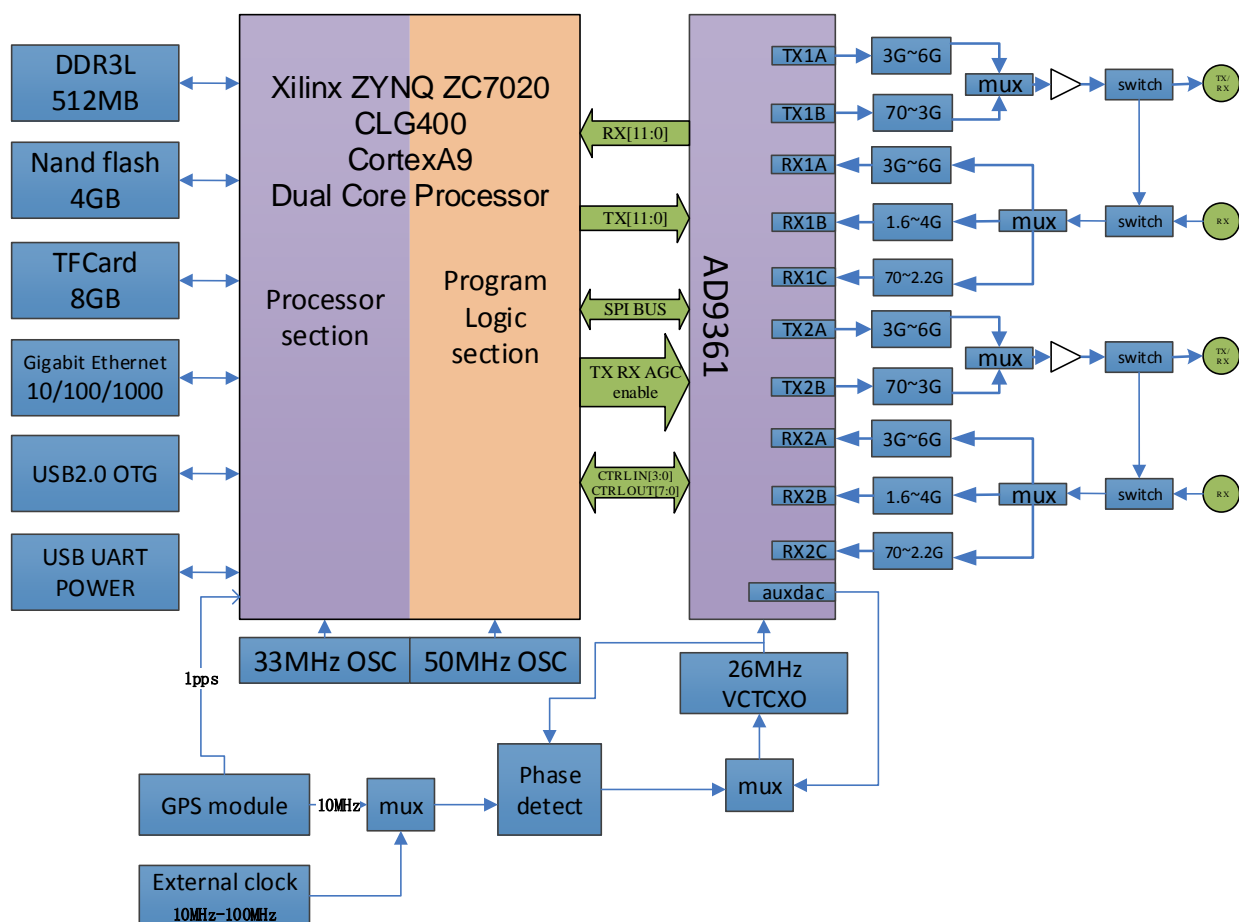 DDR3L
512MB
Nand flash
4GB
TFCard
8GB
Gigabit Ethernet
10/100/1000
USB2.0 OTG
USB UART
POWER
Xilinx ZYNQ ZC7020
CLG400
CortexA9
Dual Core Processor
Processor
section
Program
Logic
section
33MHz OSC
50MHz OSC
RX[11:0]
TX[11:0]
SPI BUS
TX RX AGC
enable
CTRL IN[3:0]
CTRL OUT[7:0]
AD9361
TX1A
TX1B
RX1A
RX1B
RX1C
TX2A
TX2B
RX2A
RX2B
RX2C
auxdac
3G~6G
70~3G
3G~6G
1.6~4G
70~2.2G
3G~6G
70~3G
3G~6G
1.6~4G
70~2.2G
mux
mux
mux
mux
switch
switch
switch
switch
TX/
RX
RX
TX/
RX
RX
26MHz
VCTCXO
1pps
GPS module
10MHz
mux
Phase
detect
mux
External clock
10MHz-100MHz